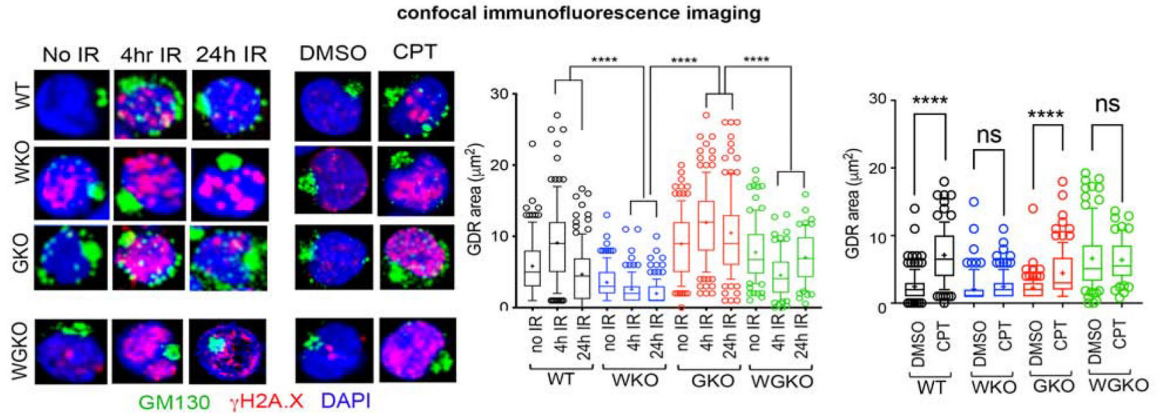 confocal immunofluorescence imaging
No IR 4hr IR 24h IR DMSO CPT
WT
WKO
GKO
WGKO
GM130 γH2A.X DAPI
**** **** ****
GDR area (μm²)
30
20
10
0
no IR 4h IR 24h IR no IR 4h IR 24h IR no IR 4h IR 24h IR no IR 4h IR 24h IR
WT WKO GKO WGKO
**** ns **** ns
GDR area (μm²)
30
20
10
0
DMSO CPT DMSO CPT DMSO CPT DMSO CPT
WT WKO GKO WGKO